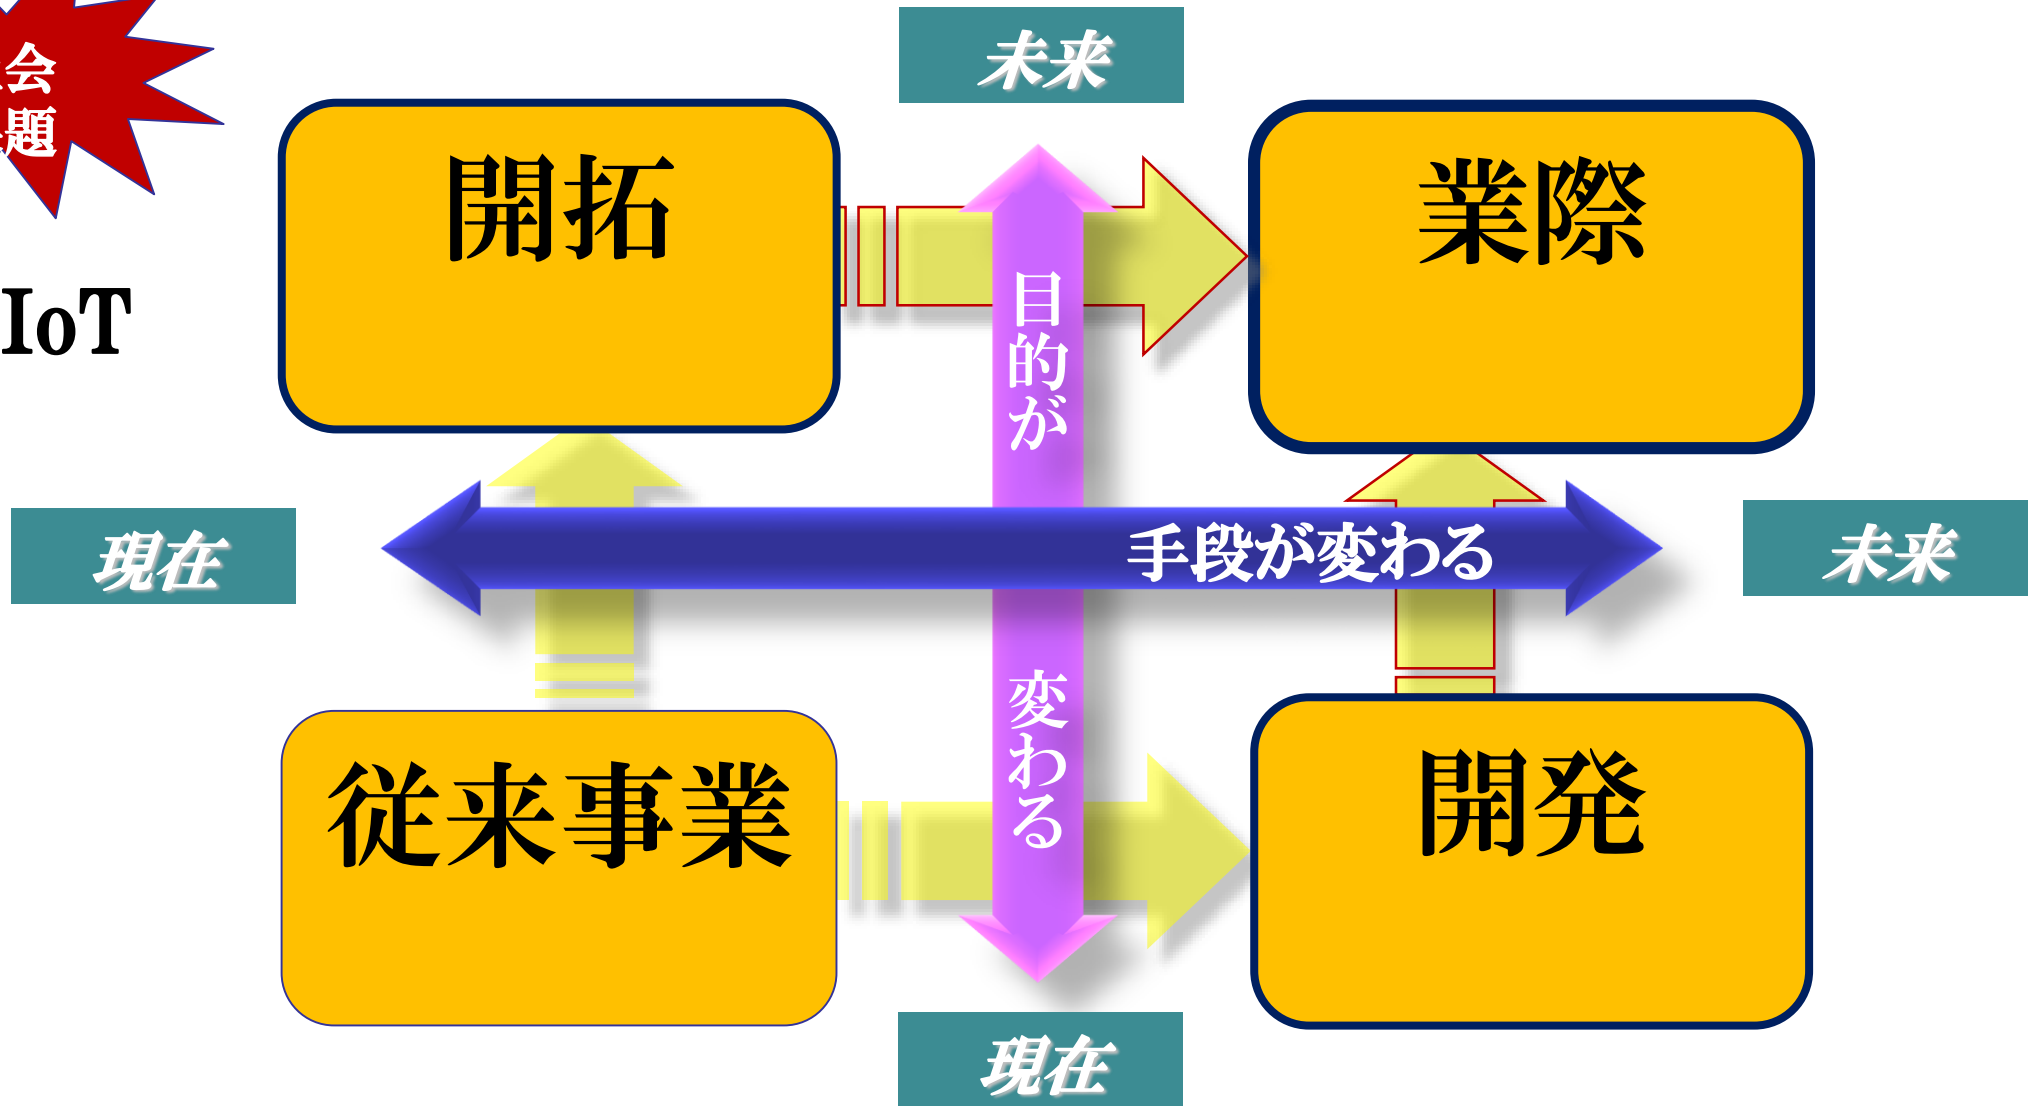 会
題
未来
開拓
業際
IoT
目的が
現在
手段が変わる
未来
変わる
従来事業
開発
現在